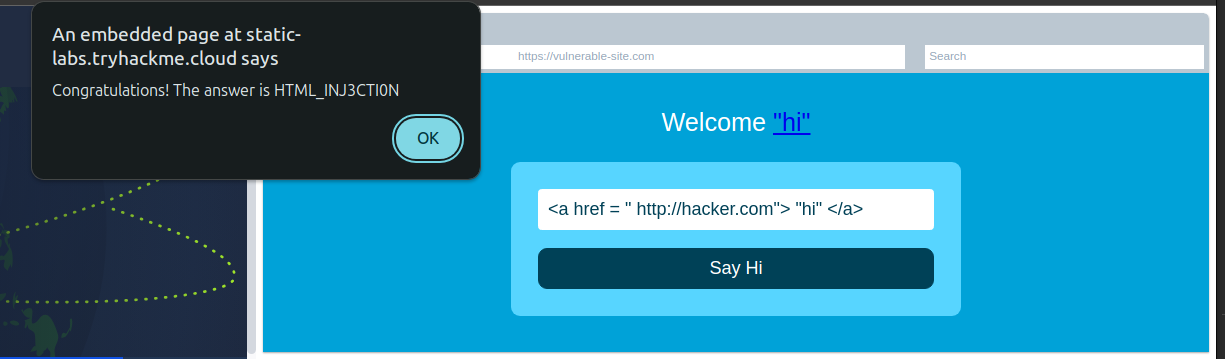 An embedded page at static-
labs.tryhackme.cloud says
Congratulations! The answer is HTML_INJ3CTI0N
OK
https://vulnerable-site.com
Search
Welcome "hi"
<a href = " http://hacker.com"> "hi" </a>
Say Hi